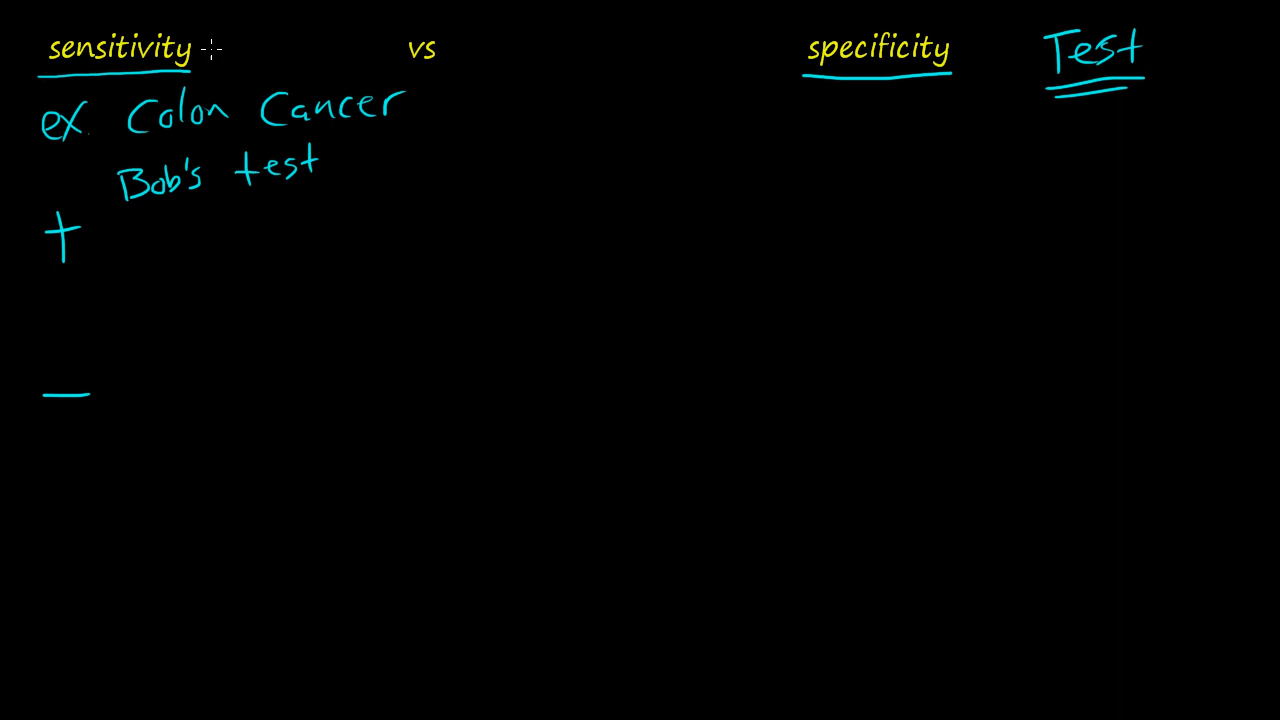 sensitivity vs specificity Test
ex. Colon Cancer
Bob's test
+
−